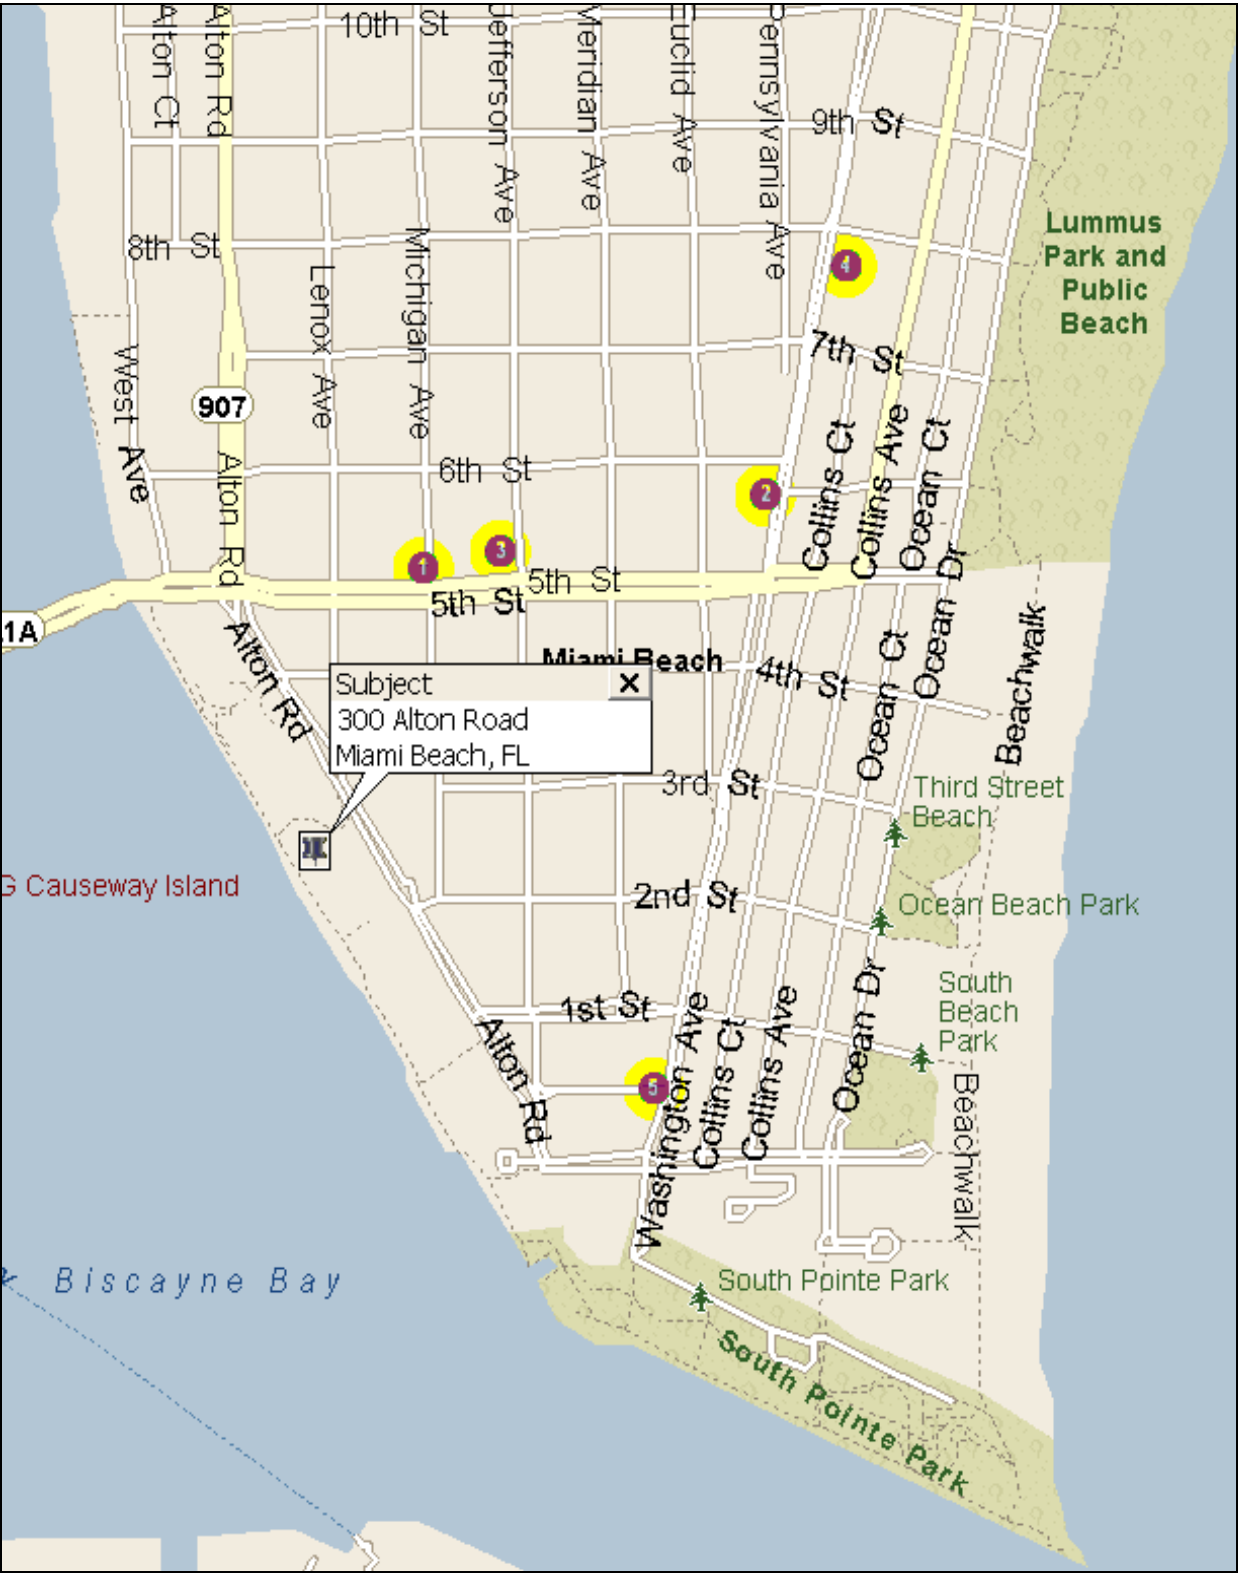 10th St
Alton Ct
Alton Rd
Jefferson Ave
Meridian Ave
Euclid Ave
Pennsylvania Ave
9th St
Lummus
Park and
Public
Beach
8th St
4
Michigan Ave
Lenox Ave
7th St
West Ave
907
Collins Ct
Collins Ave
Ocean Ct
Alton Rd
6th St
2
3
1
5th St
5th St
Ocean Dr
1A
Alton Rd
Miami Beach
4th St
Ocean Ct
Beachwalk
Subject
300 Alton Road
Miami Beach, FL
3rd St
Third Street
Beach
G Causeway Island
2nd St
Ocean Beach Park
South
Beach
Park
1st St
Ocean Dr
Alton Rd
5
Washington Ave
Collins Ct
Collins Ave
Beachwalk
Biscayne Bay
South Pointe Park
South Pointe Park